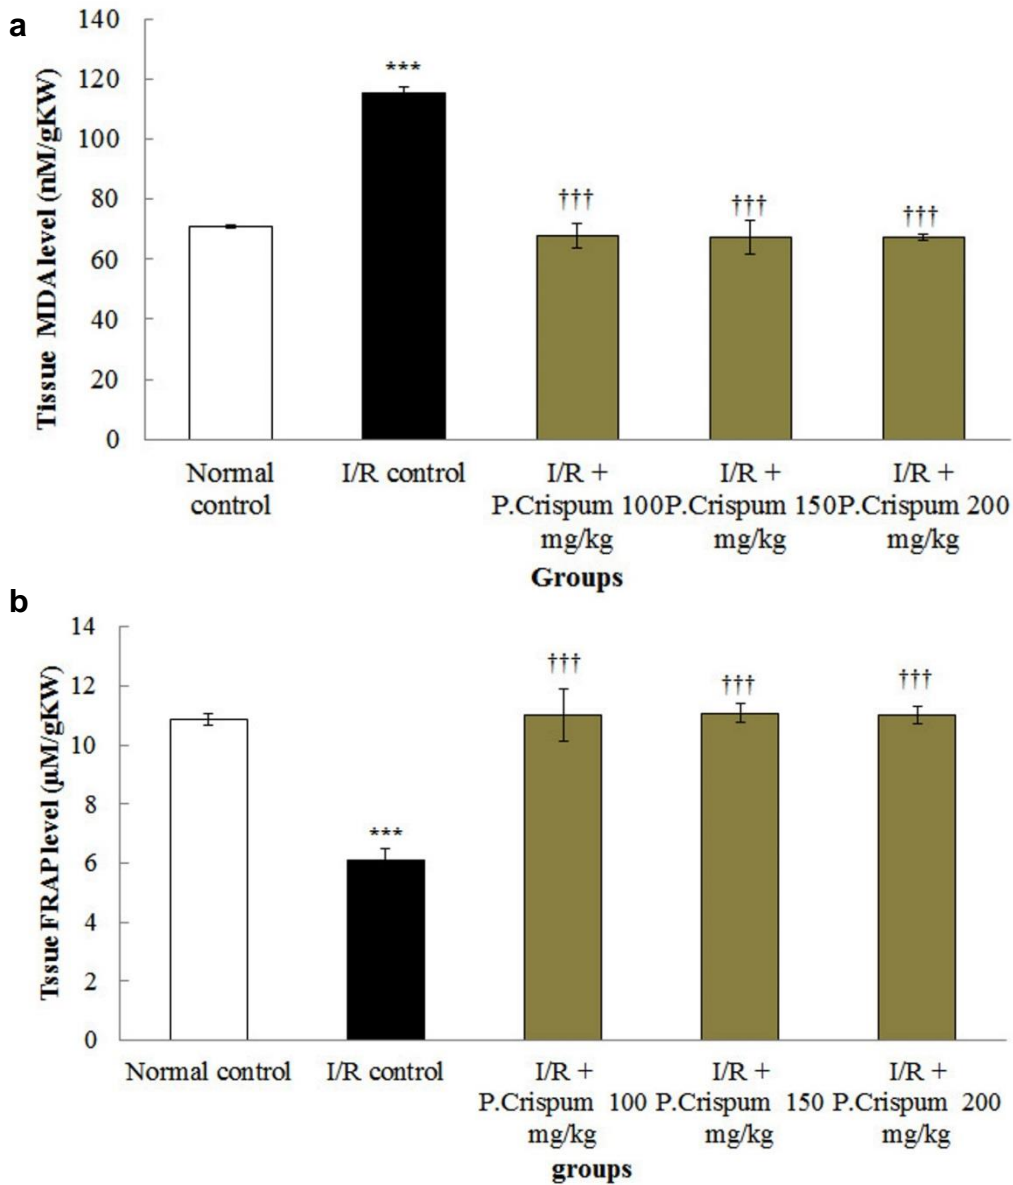 a
Tissue MDA level (nM/gKW)
140
120
100
80
60
40
20
0
***
†††
†††
†††
Normal
control
I/R control
I/R +
P.Crispum 100
mg/kg
I/R +
P.Crispum 150
mg/kg
I/R +
P.Crispum 200
mg/kg
Groups
b
Tssue FRAP level (µM/gKW)
14
12
10
8
6
4
2
0
***
†††
†††
†††
Normal control
I/R control
I/R +
P.Crispum 100
mg/kg
I/R +
P.Crispum 150
mg/kg
I/R +
P.Crispum 200
mg/kg
groups